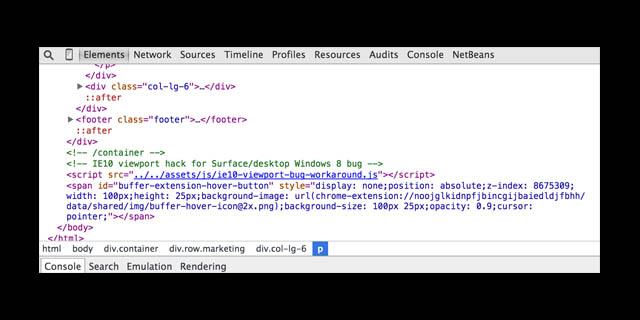 Elements Network Sources Timeline Profiles Resources Audits Console NetBeans
</p>
</div>
<div class="col-lg-6">…</div>
::after
</div>
<footer class="footer">…</footer>
::after
</div>
<!-- /container -->
<!-- IE10 viewport hack for Surface/desktop Windows 8 bug -->
<script src="../../assets/js/ie10-viewport-bug-workaround.js"></script>
<span id="buffer-extension-hover-button" style="display: none;position: absolute;z-index: 8675309;
width: 100px;height: 25px;background-image: url(chrome-extension://noojglkidnpfjbincgijbaiedldjfbhh/
data/shared/img/buffer-hover-icon@2x.png);background-size: 100px 25px;opacity: 0.9;cursor:
pointer;"></span>
</body>
</html>
html body div.container div.row.marketing div.col-lg-6 p
Console Search Emulation Rendering